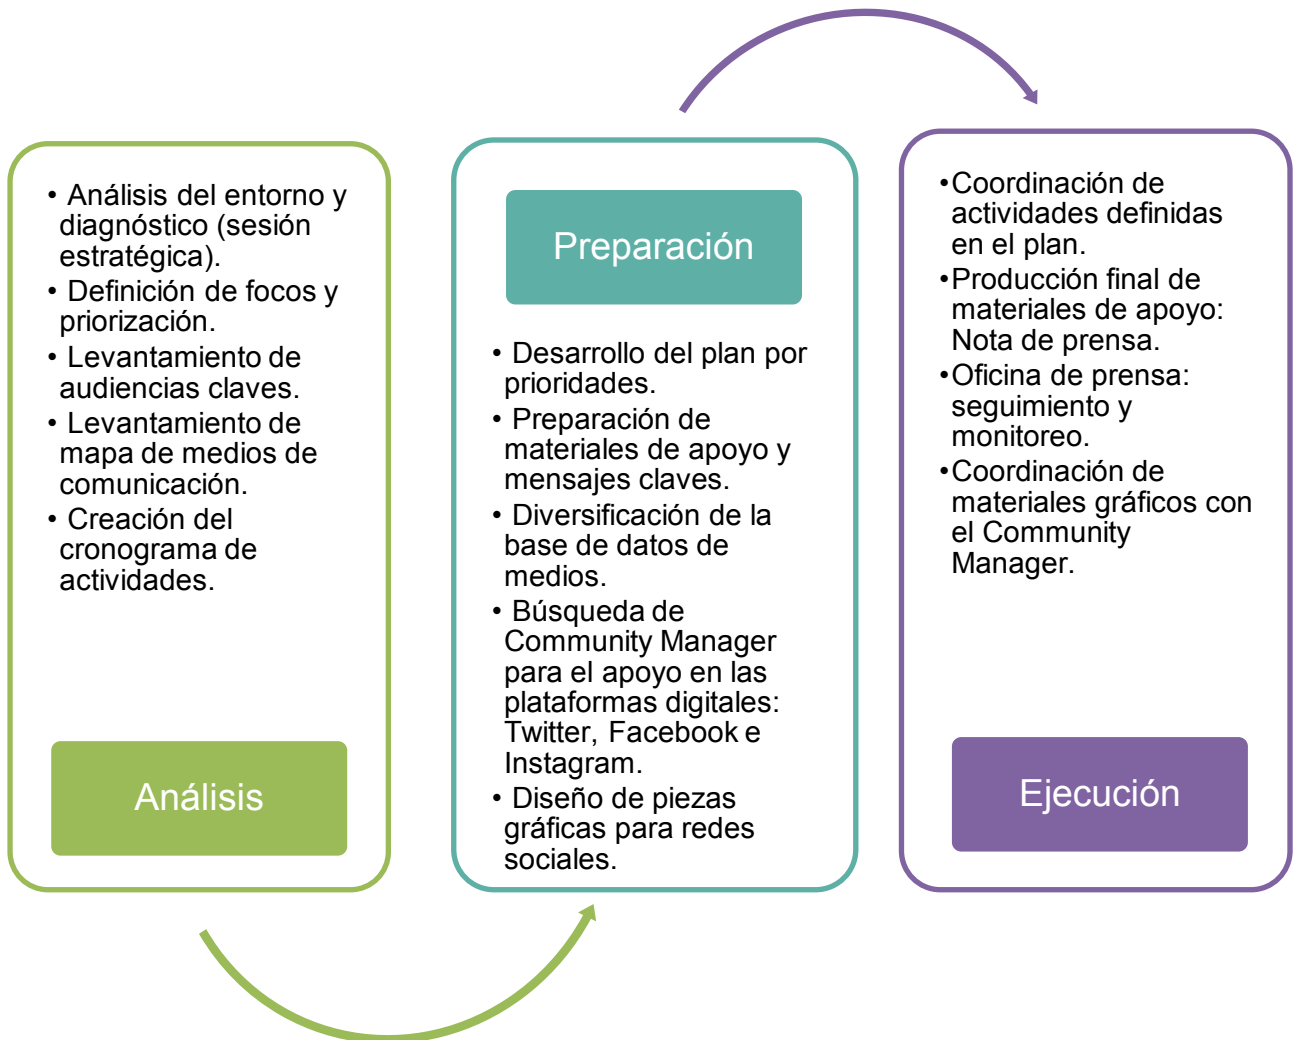 • Análisis del entorno y
diagnóstico (sesión
estratégica).
• Definición de focos y
priorización.
• Levantamiento de
audiencias claves.
• Levantamiento de
mapa de medios de
comunicación.
• Creación del
cronograma de
actividades.
Análisis
Preparación
• Desarrollo del plan por
prioridades.
• Preparación de
materiales de apoyo y
mensajes claves.
• Diversificación de la
base de datos de
medios.
• Búsqueda de
Community Manager
para el apoyo en las
plataformas digitales:
Twitter, Facebook e
Instagram.
• Diseño de piezas
gráficas para redes
sociales.
•Coordinación de
actividades definidas
en el plan.
•Producción final de
materiales de apoyo:
Nota de prensa.
•Oficina de prensa:
seguimiento y
monitoreo.
•Coordinación de
materiales gráficos con
el Community
Manager.
Ejecución